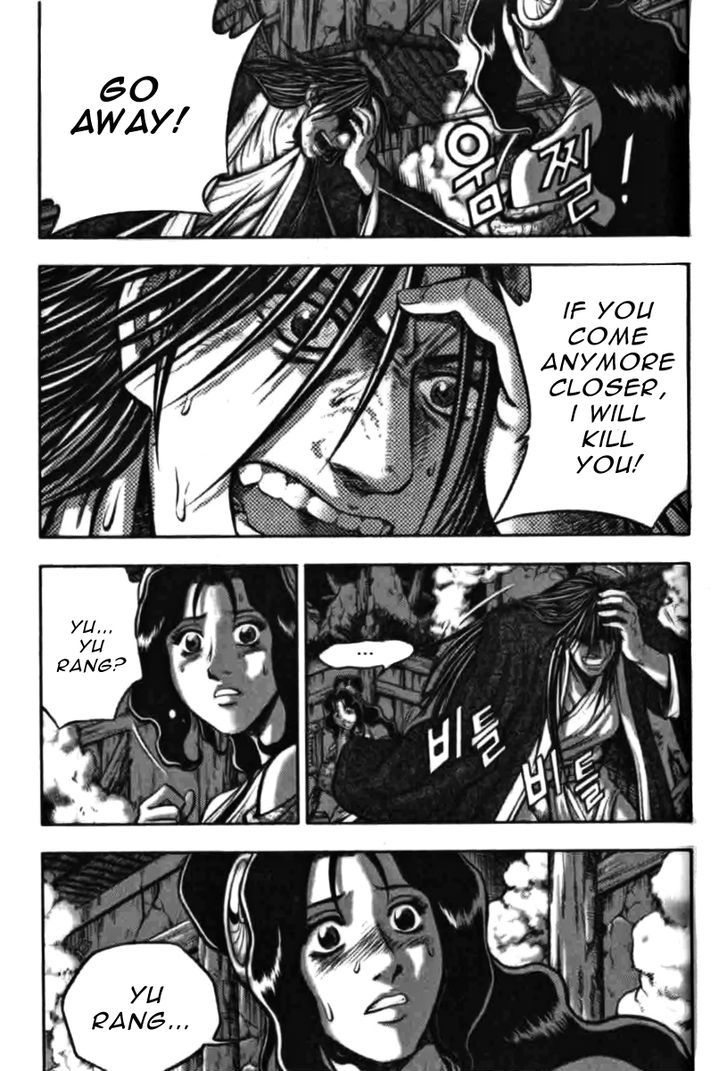 GO
AWAY!
움찔!
IF YOU
COME
ANYMORE
CLOSER,
I WILL
KILL
YOU!
YU...
YU
RANG?
...
비틀
비틀
YU
RANG...